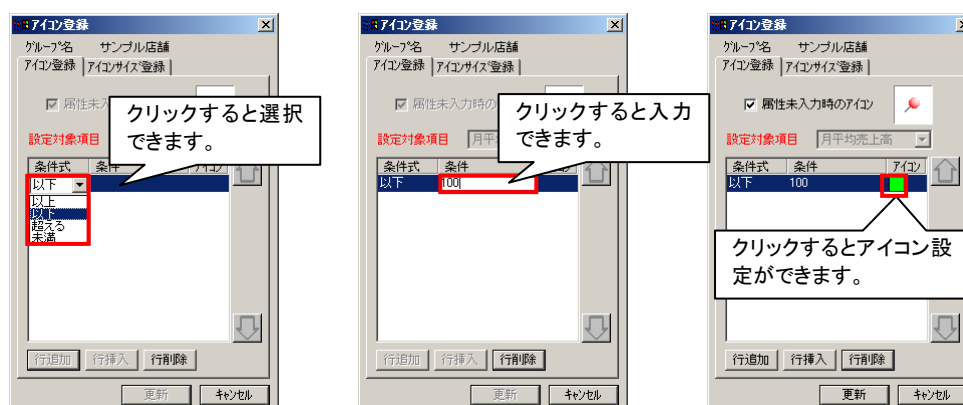 アイコン登録
グループ名 サンプル店舗
アイコン登録 アイコンサイズ登録
属性未入
クリックすると選択
できます。
設定対象項目 月平
条件式 条件 アイコン
以下
以上
以下
超える
未満
行追加 行挿入 行削除
更新 キャンセル
アイコン登録
グループ名 サンプル店舗
アイコン登録 アイコンサイズ登録
属性未入力時の
クリックすると入力
できます。
設定対象項目 月平
条件式 条件
以下 100
行追加 行挿入 行削除
更新 キャンセル
アイコン登録
グループ名 サンプル店舗
アイコン登録 アイコンサイズ登録
属性未入力時のアイコン
設定対象項目 月平均売上高
条件式 条件 アイコン
以下 100
クリックするとアイコン設
定ができます。
行追加 行挿入 行削除
更新 キャンセル